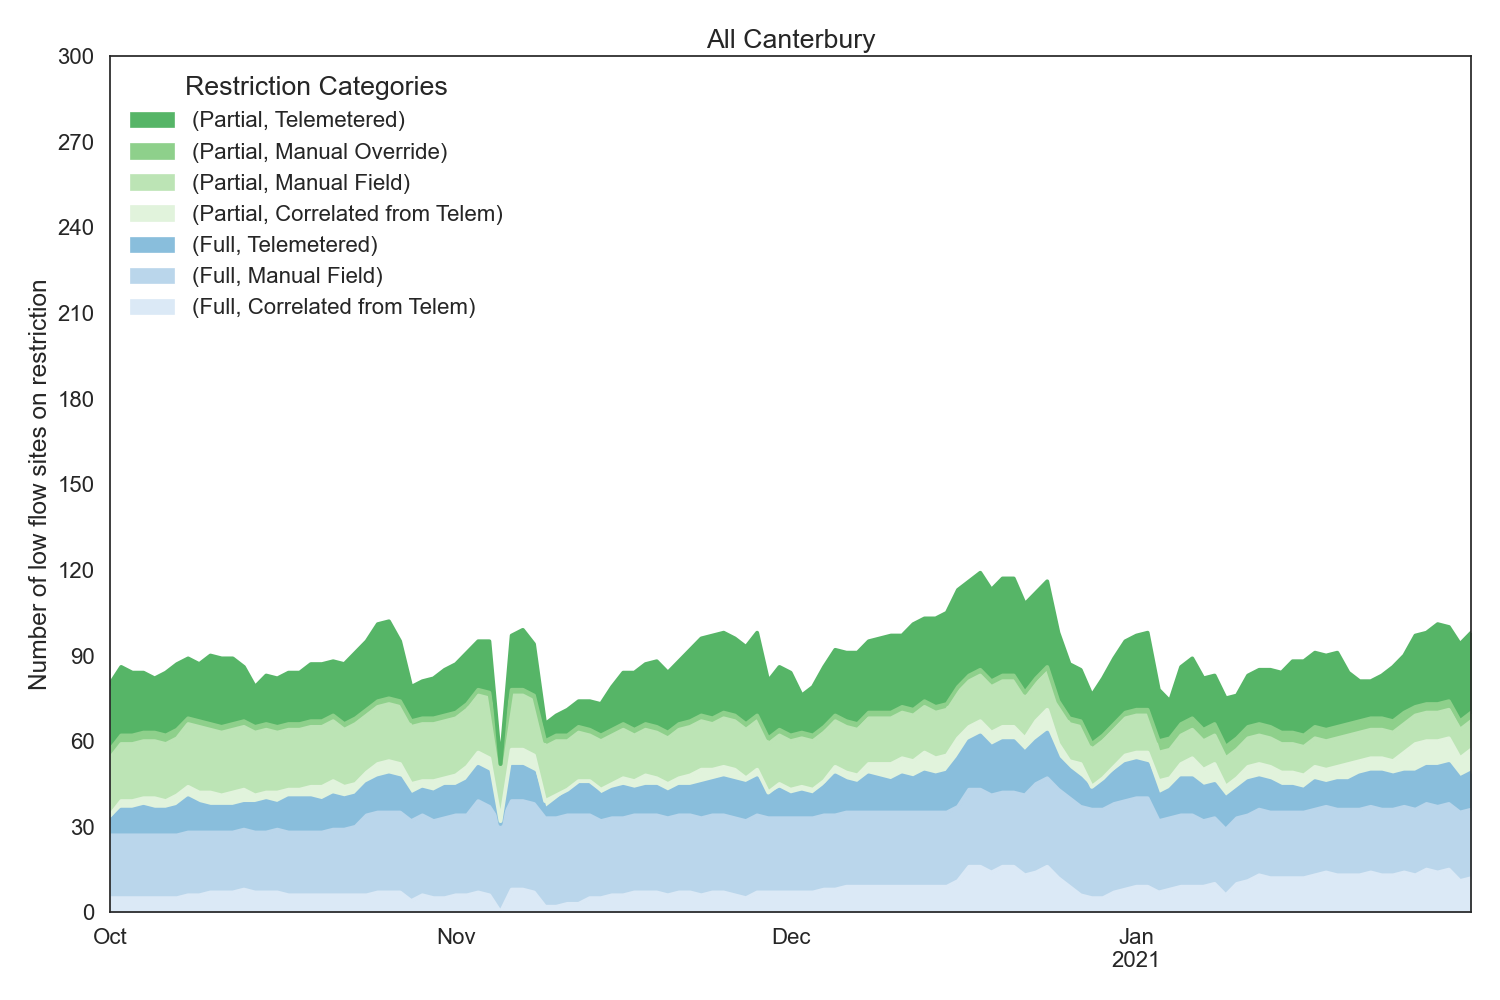 All Canterbury
Number of low flow sites on restriction
300
270
240
210
180
150
120
90
60
30
0
Restriction Categories
(Partial, Telemetered)
(Partial, Manual Override)
(Partial, Manual Field)
(Partial, Correlated from Telem)
(Full, Telemetered)
(Full, Manual Field)
(Full, Correlated from Telem)
Oct
Nov
Dec
Jan
2021